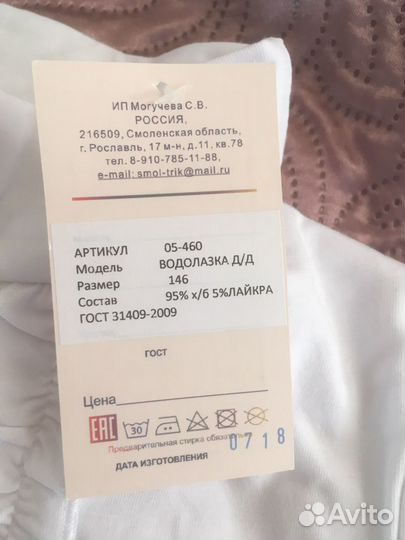 ИП Могучева С.В.
РОССИЯ,
216509, Смоленская область,
г. Рославль, 17 м-н, д.11, кв.78
тел. 8-910-785-11-88,
e-mail: smol-trik@mail.ru
АРТИКУЛ 05-460
Модель ВОДОЛАЗКА Д/Д
Размер 146
Состав 95% х/б 5%ЛАЙКРА
ГОСТ 31409-2009
ГОСТ
Цена
EAC 30
Предварительная стирка обязательна
0718
ДАТА ИЗГОТОВЛЕНИЯ
Avito